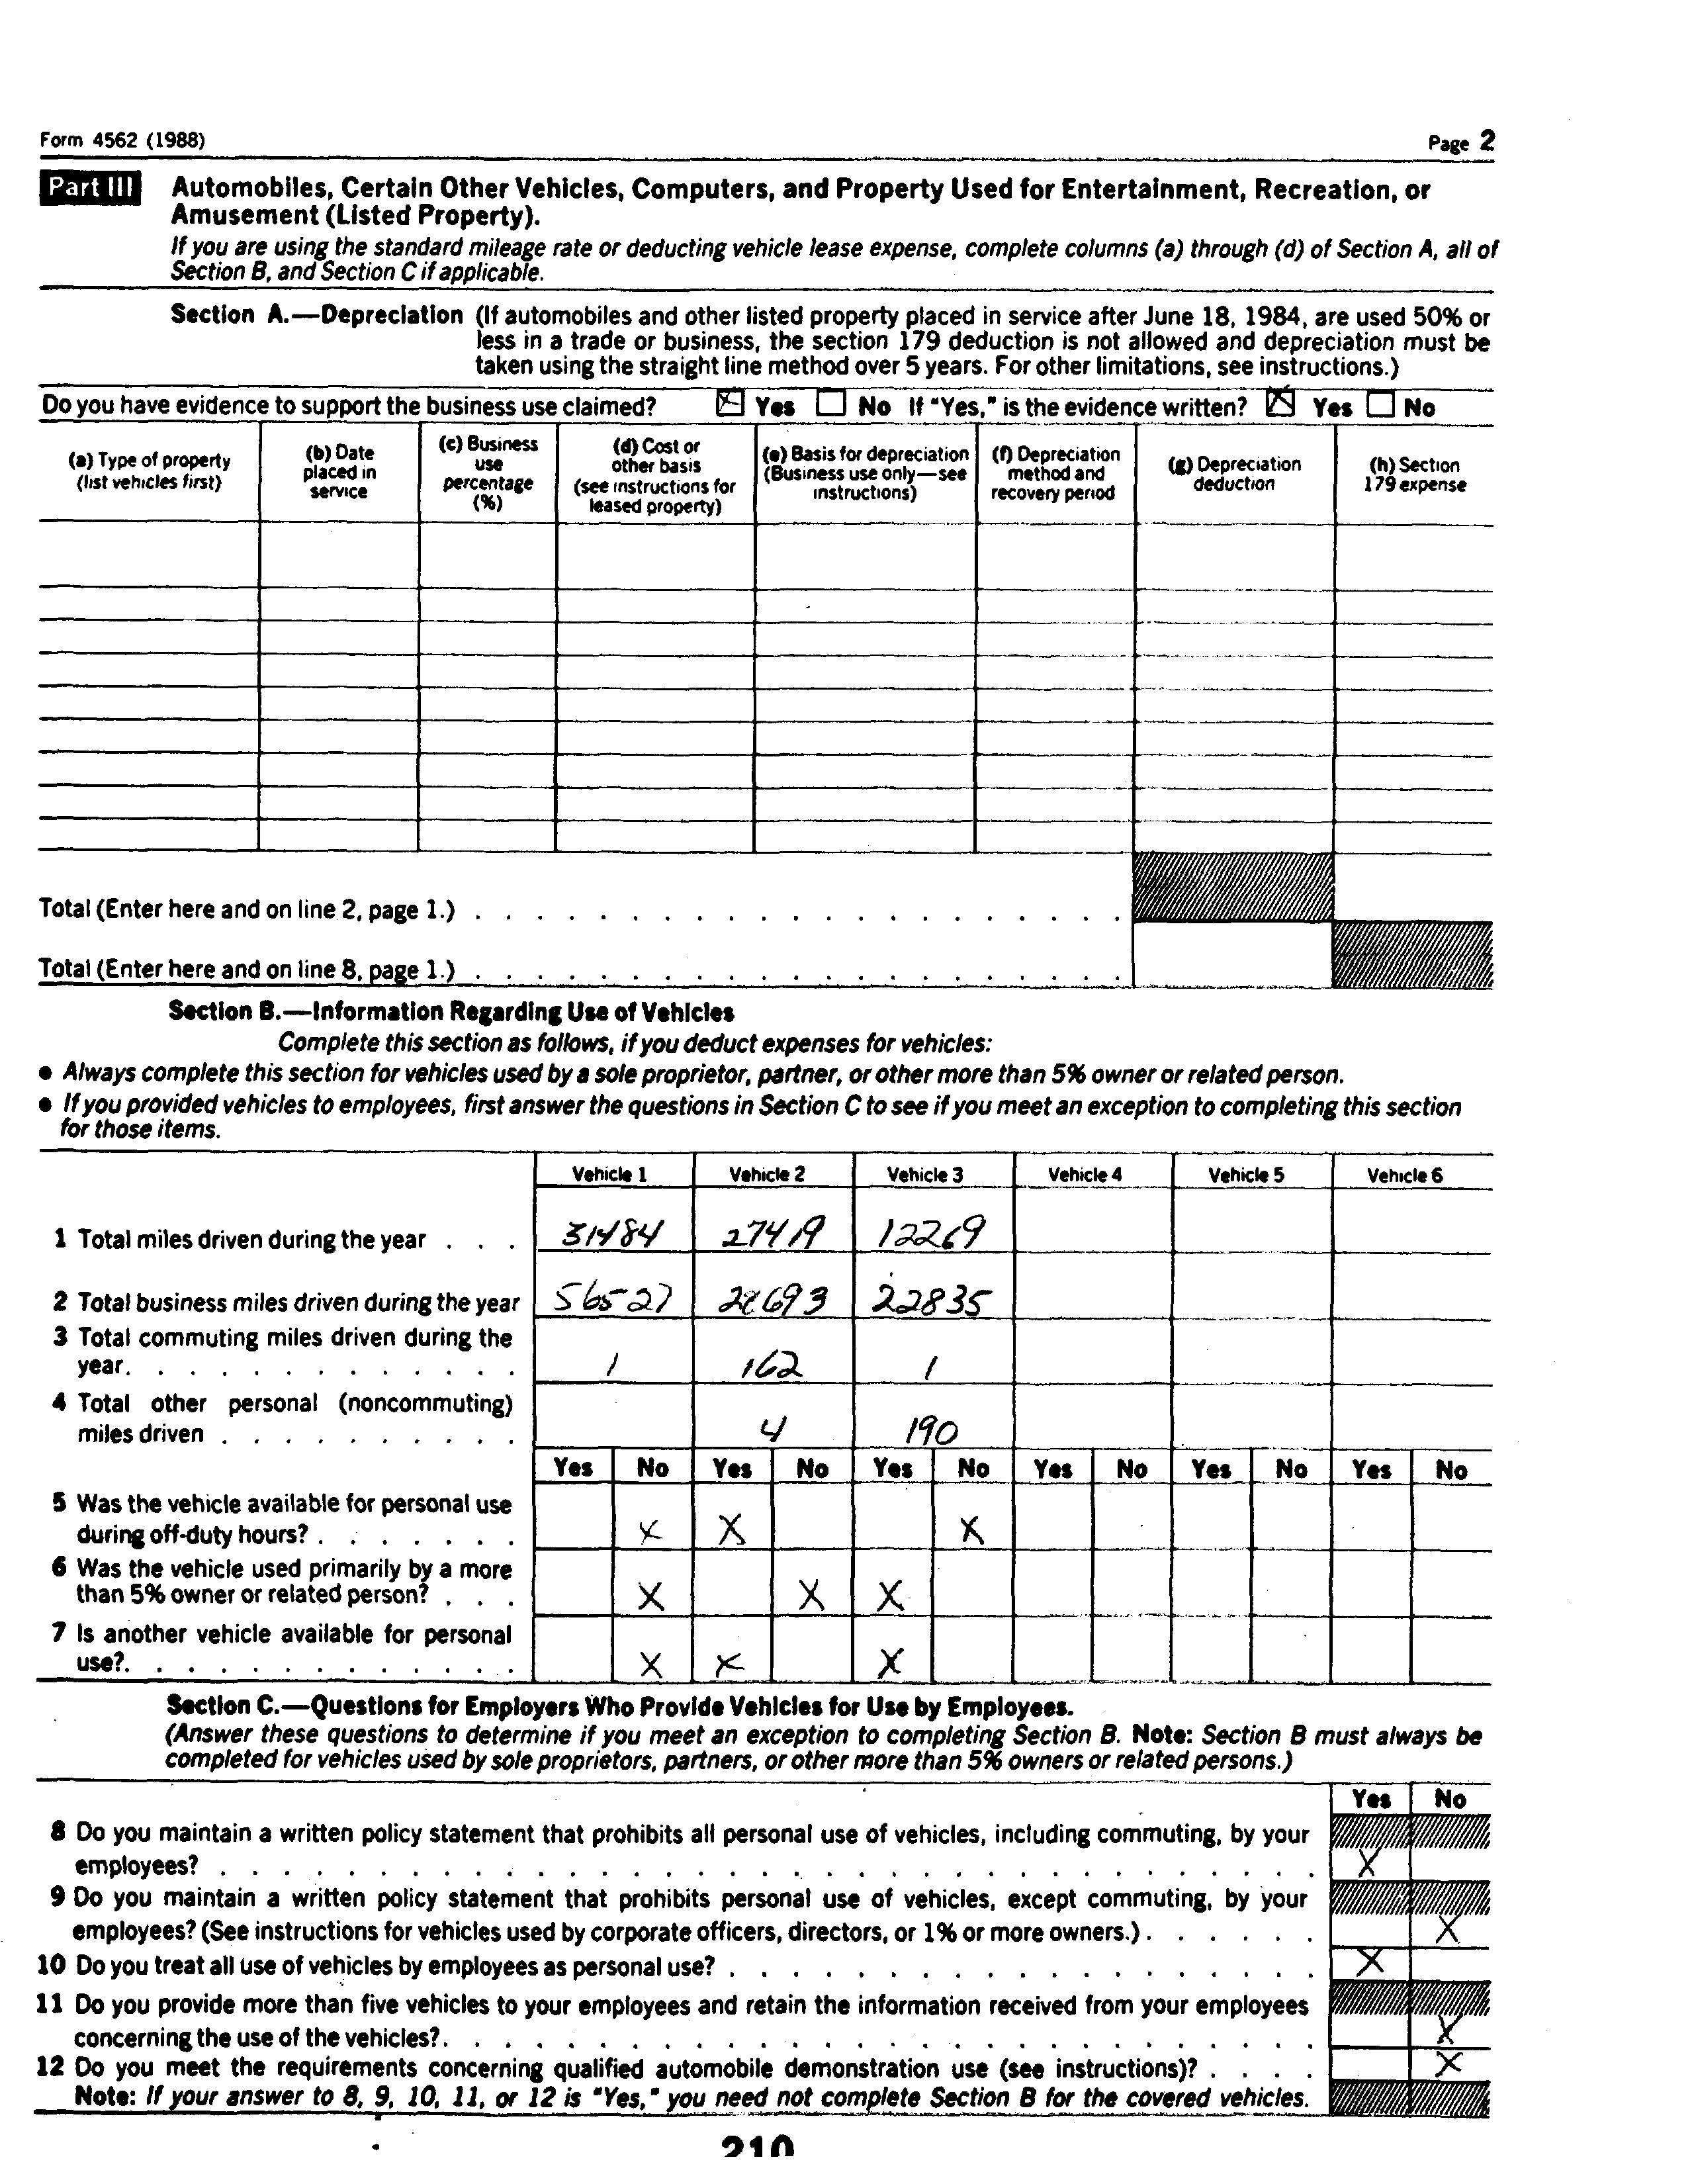 Form 4562 (1988)
Page 2
Part III
Automobiles, Certain Other Vehicles, Computers, and Property Used for Entertainment, Recreation, or
Amusement (Listed Property).
If you are using the standard mileage rate or deducting vehicle lease expense, complete columns (a) through (d) of Section A, all of
Section B, and Section C if applicable.
Section A.—Depreciation (If automobiles and other listed property placed in service after June 18, 1984, are used 50% or
less in a trade or business, the section 179 deduction is not allowed and depreciation must be
taken using the straight line method over 5 years. For other limitations, see instructions.)
Do you have evidence to support the business use claimed? X Yes No If "Yes," is the evidence written? X Yes No
(a) Type of property
(list vehicles first)
(b) Date
placed in
service
(c) Business
use
percentage
(%)
(d) Cost or
other basis
(see instructions for
leased property)
(e) Basis for depreciation
(Business use only—see
instructions)
(f) Depreciation
method and
recovery period
(g) Depreciation
deduction
(h) Section
179 expense
Total (Enter here and on line 2, page 1.) . . . . . . . . . . . . . . . . . . . . .
Total (Enter here and on line 8, page 1.) . . . . . . . . . . . . . . . . . . . . .
Section B.—Information Regarding Use of Vehicles
Complete this section as follows, if you deduct expenses for vehicles:
● Always complete this section for vehicles used by a sole proprietor, partner, or other more than 5% owner or related person.
● If you provided vehicles to employees, first answer the questions in Section C to see if you meet an exception to completing this section
for those items.
Vehicle 1 Vehicle 2 Vehicle 3 Vehicle 4 Vehicle 5 Vehicle 6
1 Total miles driven during the year . . . 31484 27419 12269
2 Total business miles driven during the year 56527 22835
3 Total commuting miles driven during the
year. . . . . . . . . . . . . 1 162 1
4 Total other personal (noncommuting)
miles driven . . . . . . . . . . 4 190
Yes No Yes No Yes No Yes No Yes No Yes No
5 Was the vehicle available for personal use
during off-duty hours? . . . . . . . X X X
6 Was the vehicle used primarily by a more
than 5% owner or related person? . . . X X X
7 Is another vehicle available for personal
use?. . . . . . . . . . . . . X X X
Section C.—Questions for Employers Who Provide Vehicles for Use by Employees.
(Answer these questions to determine if you meet an exception to completing Section B. Note: Section B must always be
completed for vehicles used by sole proprietors, partners, or other more than 5% owners or related persons.)
Yes No
8 Do you maintain a written policy statement that prohibits all personal use of vehicles, including commuting, by your
employees? . . . . . . . . . . . . . . . . . . . . . . . . . . . . . . . . . . . X
9 Do you maintain a written policy statement that prohibits personal use of vehicles, except commuting, by your
employees? (See instructions for vehicles used by corporate officers, directors, or 1% or more owners.) . . . . . . X
10 Do you treat all use of vehicles by employees as personal use? . . . . . . . . . . . . . . . . . . . X
11 Do you provide more than five vehicles to your employees and retain the information received from your employees
concerning the use of the vehicles?. . . . . . . . . . . . . . . . . . . . . . . . . . . . X
12 Do you meet the requirements concerning qualified automobile demonstration use (see instructions)? . . . . X
Note: If your answer to 8, 9, 10, 11, or 12 is "Yes," you need not complete Section B for the covered vehicles.
210